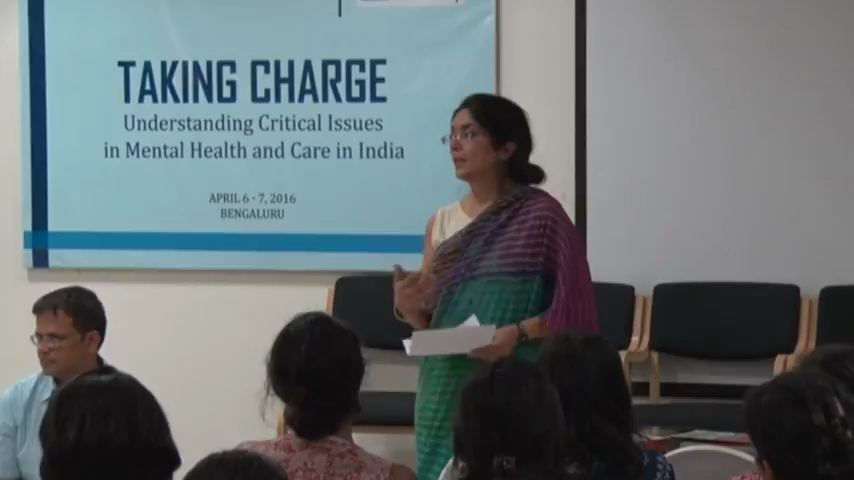 TAKING CHARGE
Understanding Critical Issues
in Mental Health and Care in India
APRIL 6 - 7, 2016
BENGALURU